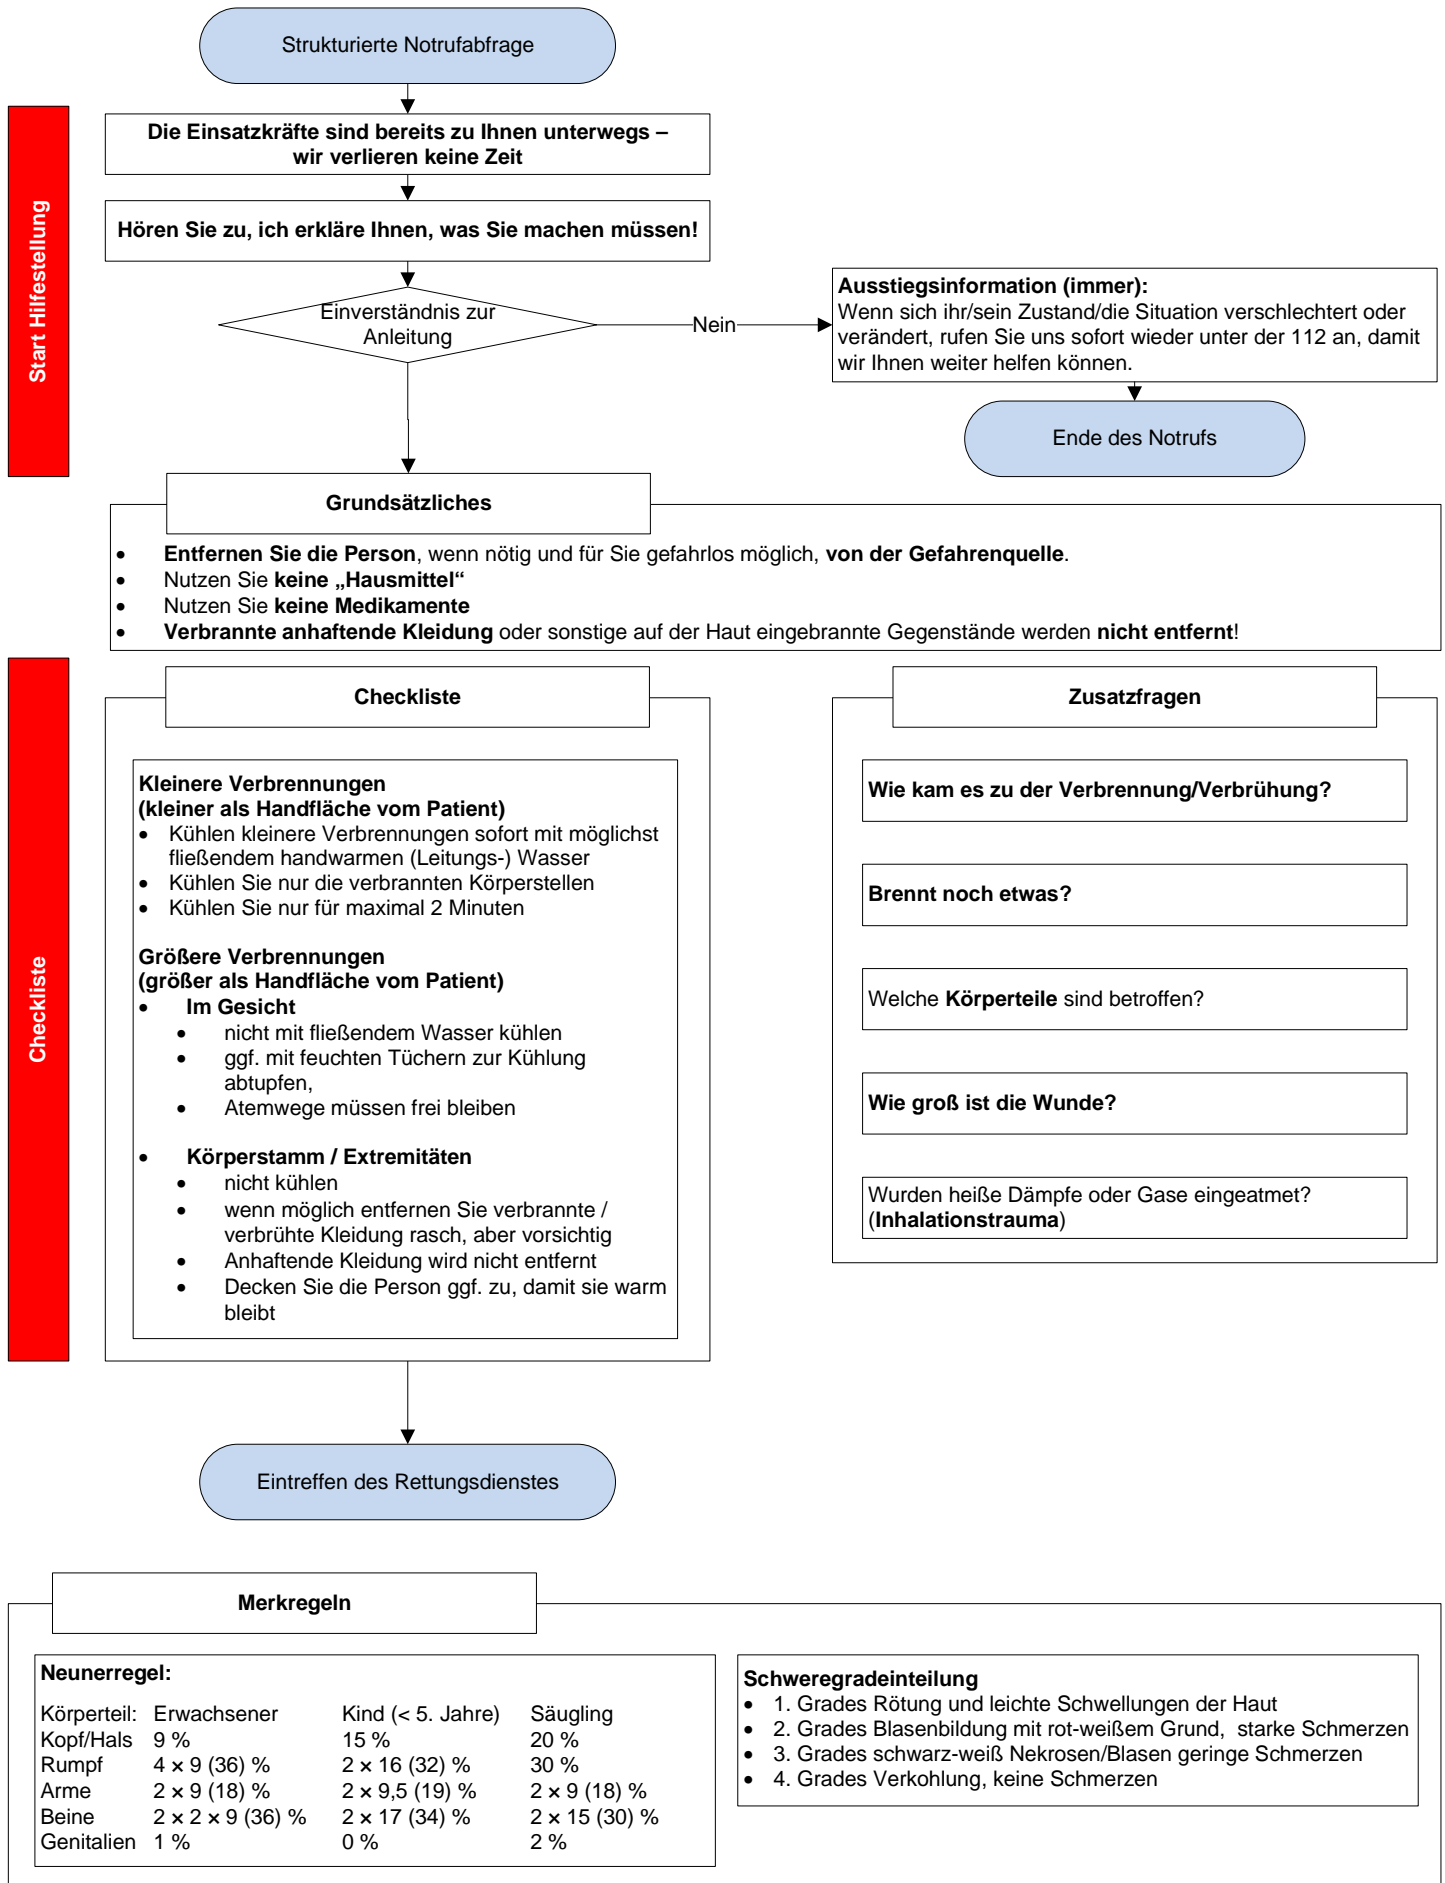 Strukturierte Notrufabfrage
Start Hilfestellung
Die Einsatzkräfte sind bereits zu Ihnen unterwegs –
wir verlieren keine Zeit
Hören Sie zu, ich erkläre Ihnen, was Sie machen müssen!
Einverständnis zur
Anleitung
Nein
Ausstiegsinformation (immer):
Wenn sich ihr/sein Zustand/die Situation verschlechtert oder
verändert, rufen Sie uns sofort wieder unter der 112 an, damit
wir Ihnen weiter helfen können.
Ende des Notrufs
Grundsätzliches
• Entfernen Sie die Person, wenn nötig und für Sie gefahrlos möglich, von der Gefahrenquelle.
• Nutzen Sie keine „Hausmittel“
• Nutzen Sie keine Medikamente
• Verbrannte anhaftende Kleidung oder sonstige auf der Haut eingebrannte Gegenstände werden nicht entfernt!
Checkliste
Checkliste
Kleinere Verbrennungen
(kleiner als Handfläche vom Patient)
• Kühlen kleinere Verbrennungen sofort mit möglichst
fließendem handwarmen (Leitungs-) Wasser
• Kühlen Sie nur die verbrannten Körperstellen
• Kühlen Sie nur für maximal 2 Minuten
Größere Verbrennungen
(größer als Handfläche vom Patient)
• Im Gesicht
• nicht mit fließendem Wasser kühlen
• ggf. mit feuchten Tüchern zur Kühlung
abtupfen,
• Atemwege müssen frei bleiben
• Körperstamm / Extremitäten
• nicht kühlen
• wenn möglich entfernen Sie verbrannte /
verbrühte Kleidung rasch, aber vorsichtig
• Anhaftende Kleidung wird nicht entfernt
• Decken Sie die Person ggf. zu, damit sie warm
bleibt
Zusatzfragen
Wie kam es zu der Verbrennung/Verbrühung?
Brennt noch etwas?
Welche Körperteile sind betroffen?
Wie groß ist die Wunde?
Wurden heiße Dämpfe oder Gase eingeatmet?
(Inhalationstrauma)
Eintreffen des Rettungsdienstes
Merkregeln
Neunerregel:
Körperteil: Erwachsener Kind (< 5. Jahre) Säugling
Kopf/Hals 9 % 15 % 20 %
Rumpf 4 × 9 (36) % 2 × 16 (32) % 30 %
Arme 2 × 9 (18) % 2 × 9,5 (19) % 2 × 9 (18) %
Beine 2 × 2 × 9 (36) % 2 × 17 (34) % 2 × 15 (30) %
Genitalien 1 % 0 % 2 %
Schweregradeinteilung
• 1. Grades Rötung und leichte Schwellungen der Haut
• 2. Grades Blasenbildung mit rot-weißem Grund, starke Schmerzen
• 3. Grades schwarz-weiß Nekrosen/Blasen geringe Schmerzen
• 4. Grades Verkohlung, keine Schmerzen